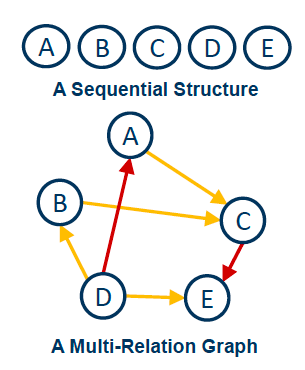 A B C D E
A Sequential Structure
A
B
C
D
E
A Multi-Relation Graph